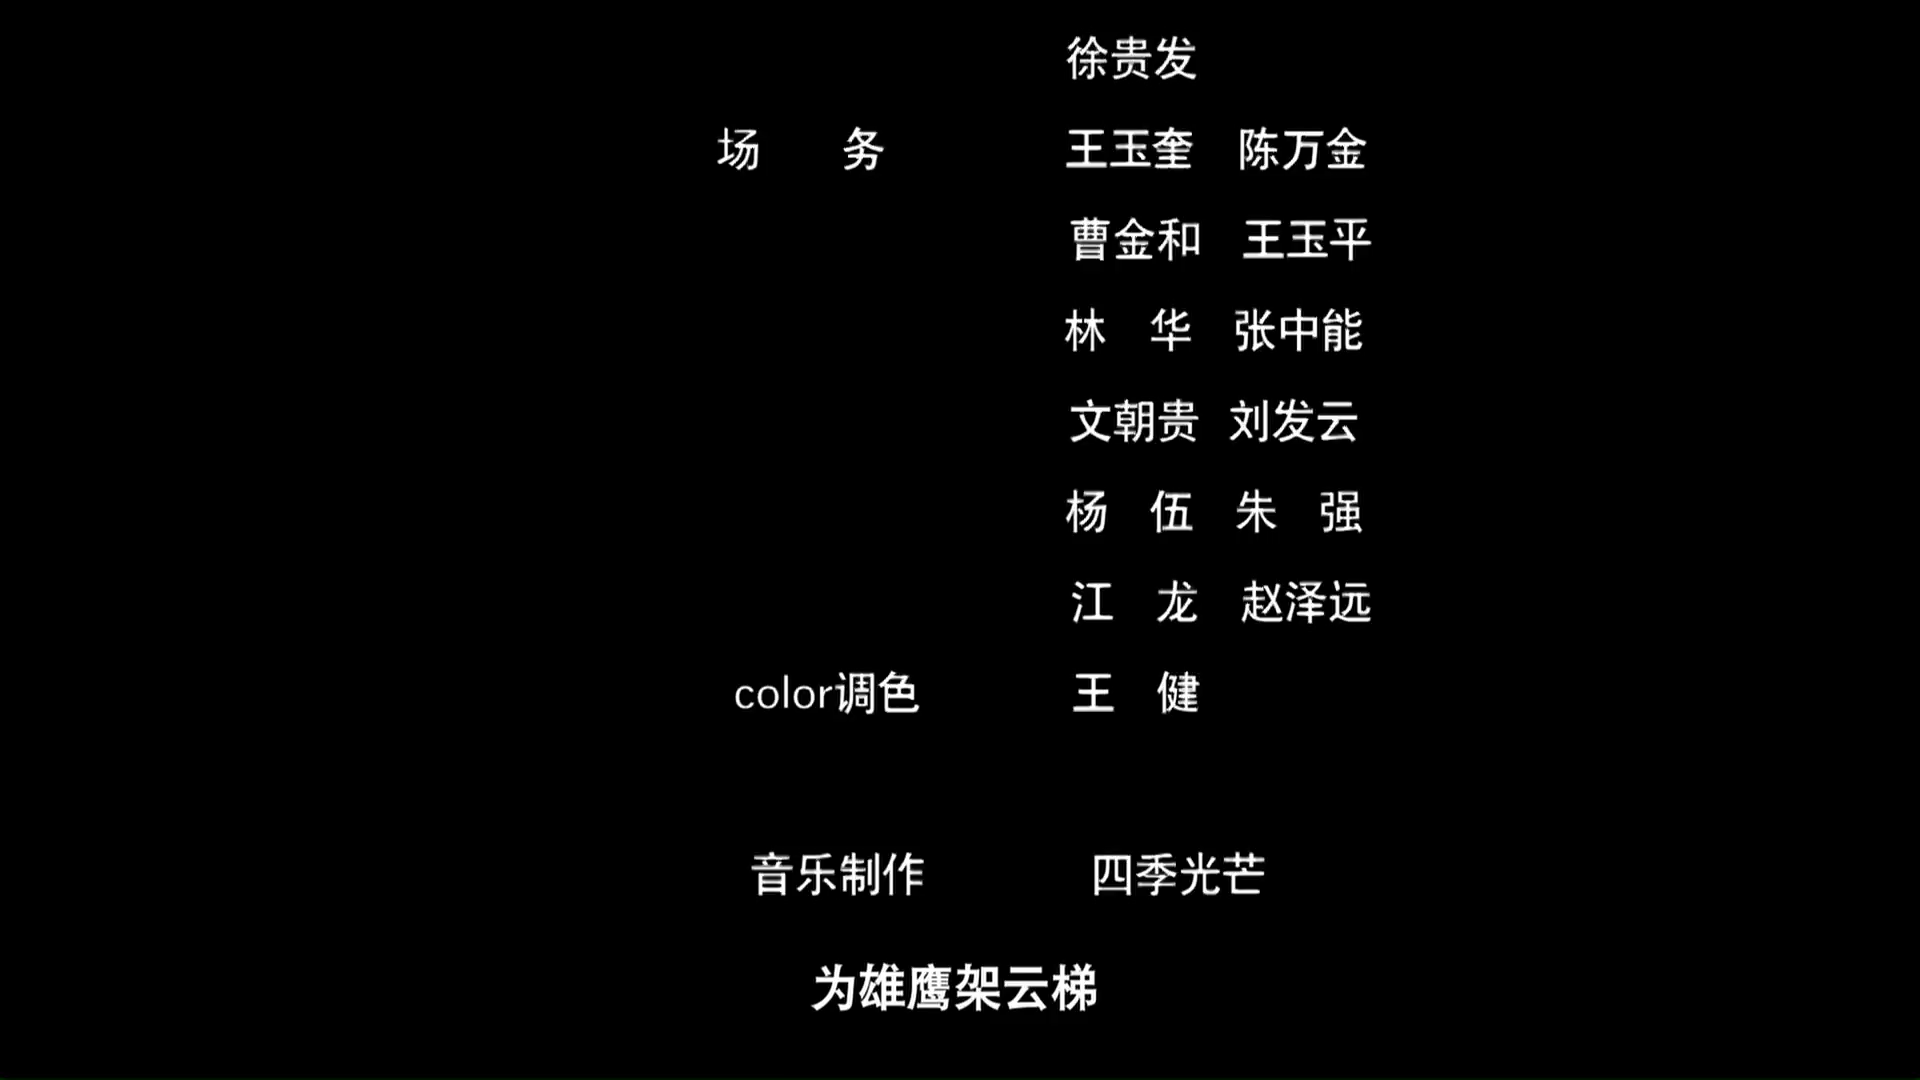 徐贵发
场 务 王玉奎 陈万金
曹金和 王玉平
林 华 张中能
文朝贵 刘发云
杨 伍 朱 强
江 龙 赵泽远
color调色 王 健
音乐制作 四季光芒
为雄鹰架云梯